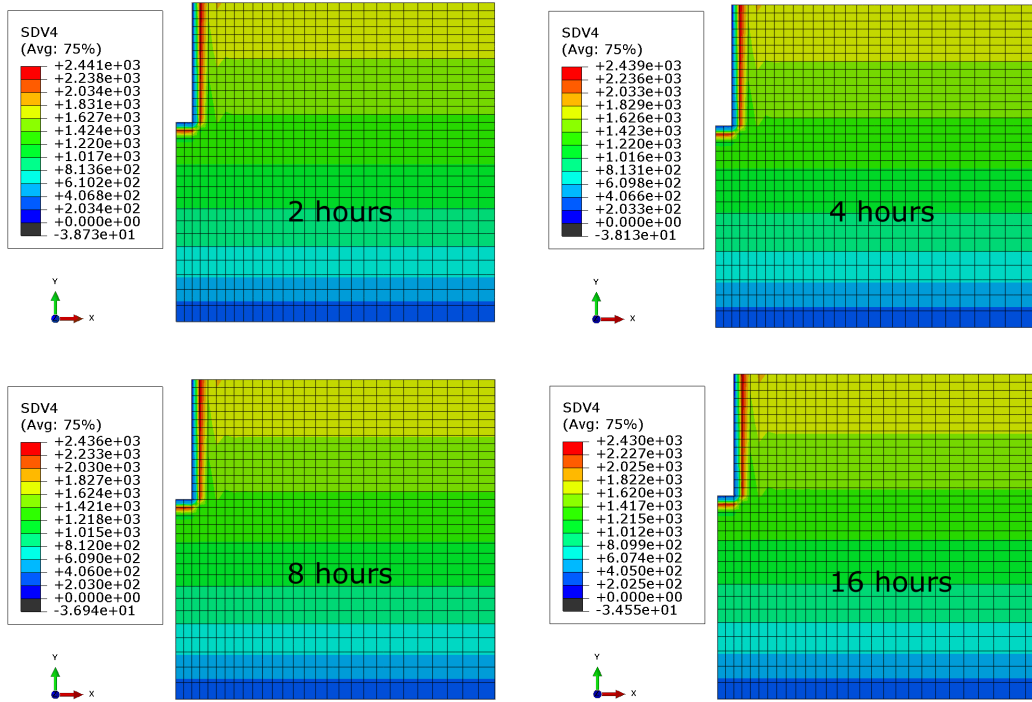 SDV4
(Avg: 75%)
+2.441e+03
+2.238e+03
+2.034e+03
+1.831e+03
+1.627e+03
+1.424e+03
+1.220e+03
+1.017e+03
+8.136e+02
+6.102e+02
+4.068e+02
+2.034e+02
+0.000e+00
-3.873e+01
2 hours
Y
X
SDV4
(Avg: 75%)
+2.439e+03
+2.236e+03
+2.033e+03
+1.829e+03
+1.626e+03
+1.423e+03
+1.220e+03
+1.016e+03
+8.131e+02
+6.098e+02
+4.066e+02
+2.033e+02
+0.000e+00
-3.813e+01
4 hours
Y
X
SDV4
(Avg: 75%)
+2.436e+03
+2.233e+03
+2.030e+03
+1.827e+03
+1.624e+03
+1.421e+03
+1.218e+03
+1.015e+03
+8.120e+02
+6.090e+02
+4.060e+02
+2.030e+02
+0.000e+00
-3.694e+01
8 hours
Y
X
SDV4
(Avg: 75%)
+2.430e+03
+2.227e+03
+2.025e+03
+1.822e+03
+1.620e+03
+1.417e+03
+1.215e+03
+1.012e+03
+8.099e+02
+6.074e+02
+4.050e+02
+2.025e+02
+0.000e+00
-3.455e+01
16 hours
Y
X